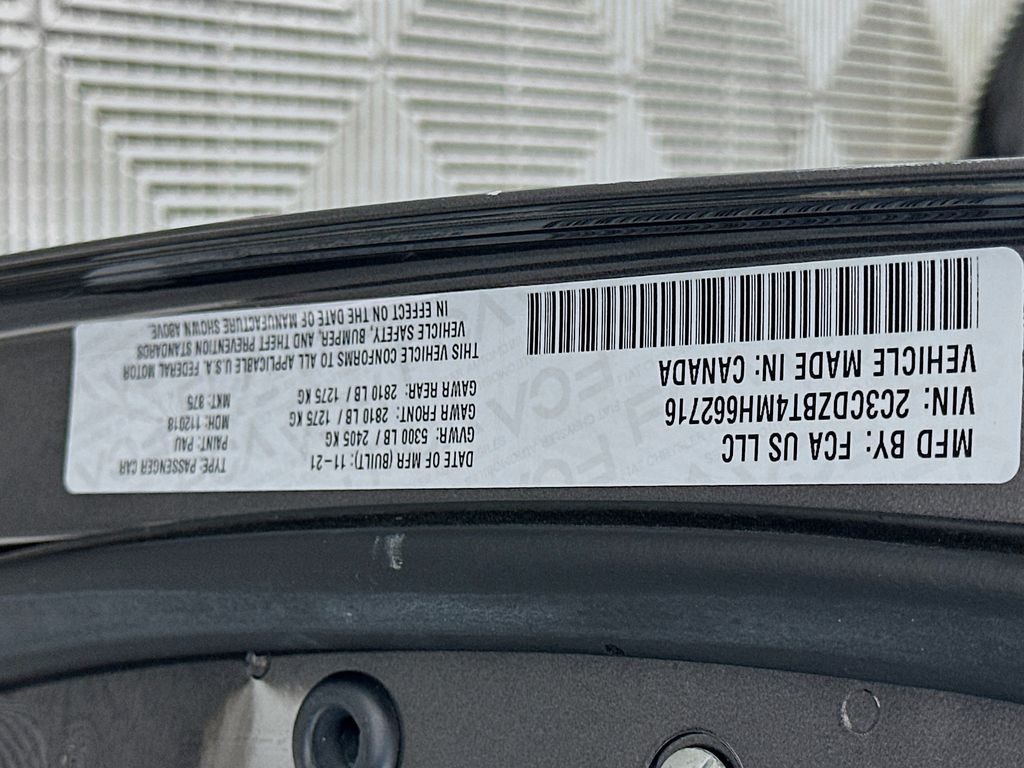 MFD BY: FCA US LLC
VIN: 2C3CDZBT4MH662716
VEHICLE MADE IN: CANADA
DATE OF MFR (BUILT): 11-21
GVWR: 5300 LB / 2405 KG
GAWR FRONT: 2810 LB / 1275 KG
GAWR REAR: 2810 LB / 1275 KG
TYPE: PASSENGER CAR
PAINT: PAU
MDH: 112018
MKT: 875
THIS VEHICLE CONFORMS TO ALL APPLICABLE U.S.A. FEDERAL MOTOR
VEHICLE SAFETY, BUMPER, AND THEFT PREVENTION STANDARDS
IN EFFECT ON THE DATE OF MANUFACTURE SHOWN ABOVE.